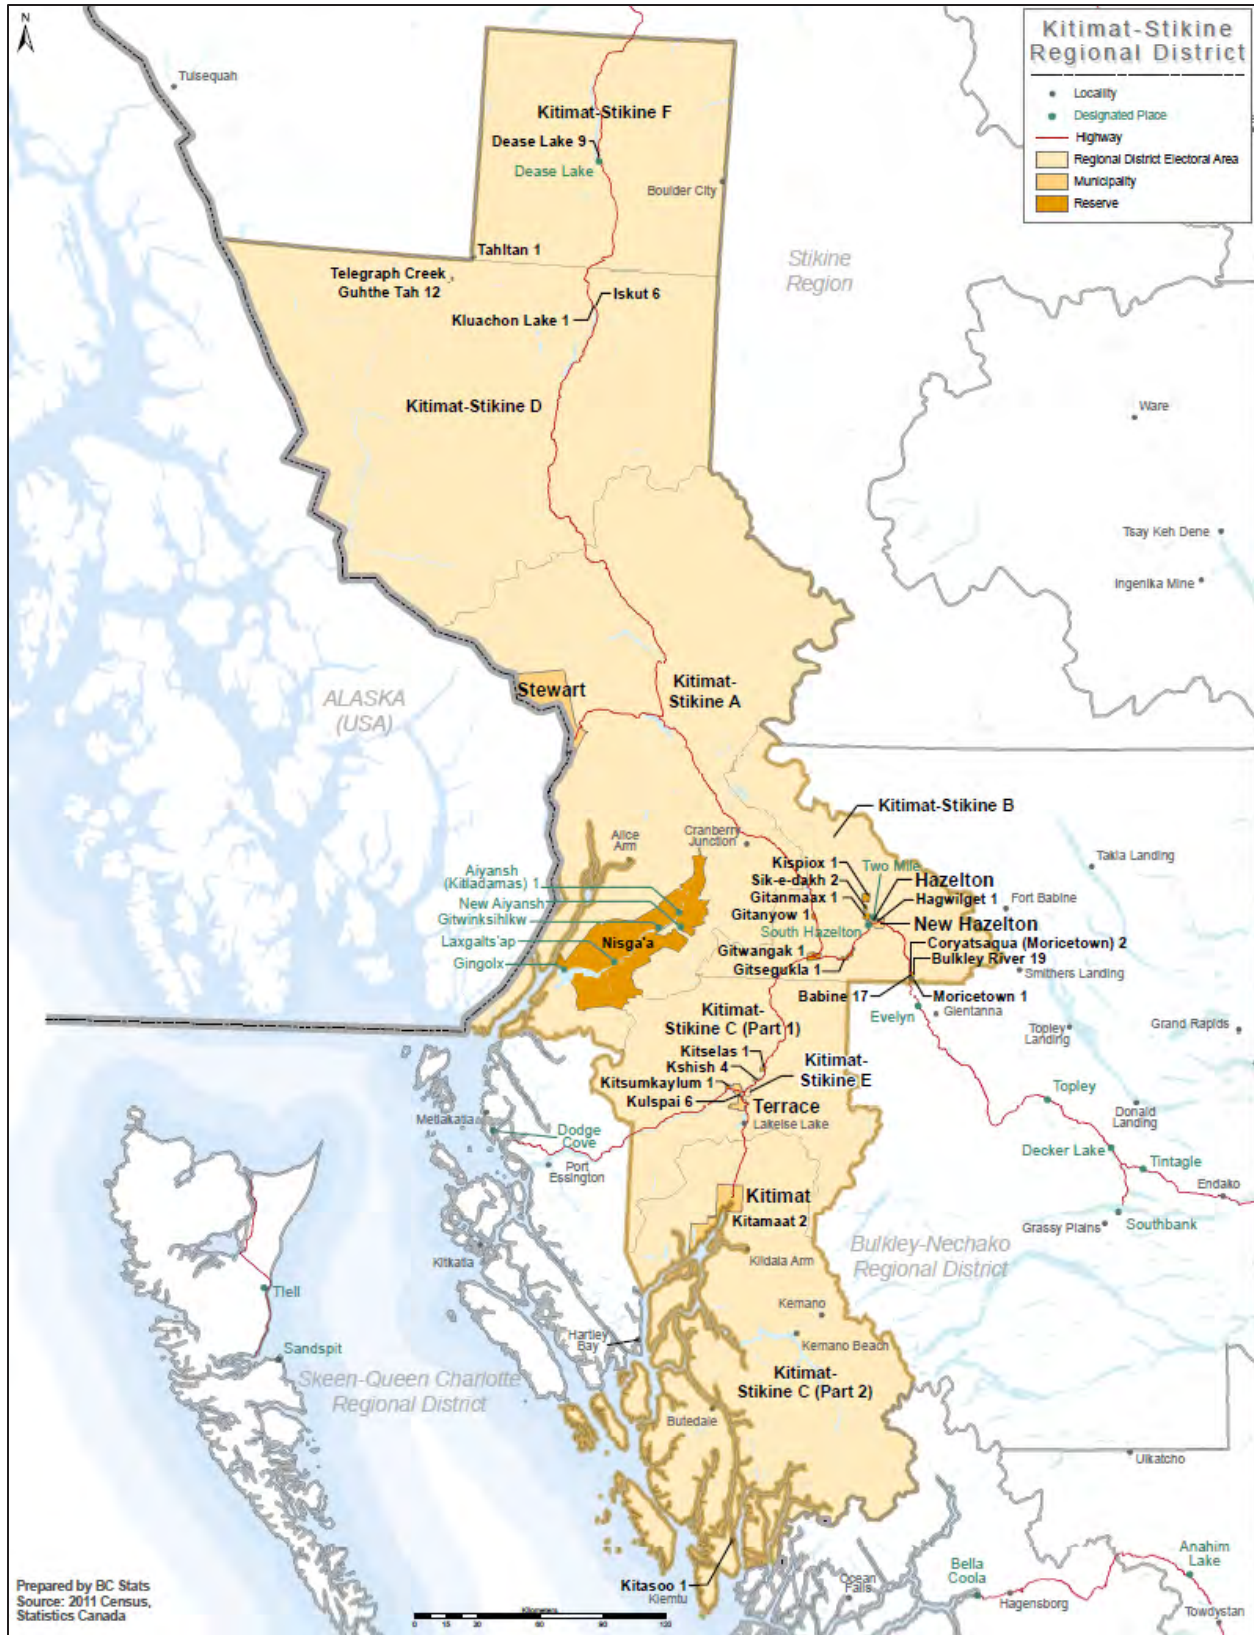 N
Kitimat-Stikine
Regional District
Locality
Designated Place
Highway
Regional District Electoral Area
Municipality
Reserve
Tulsequah
Kitimat-Stikine F
Dease Lake 9
Dease Lake
Boulder City
Tahltan 1
Stikine
Region
Telegraph Creek
Guhthe Tah 12
Iskut 6
Kluachon Lake 1
Kitimat-Stikine D
Ware
Tsay Keh Dene
Ingenika Mine
ALASKA
(USA)
Stewart
Kitimat-
Stikine A
Kitimat-Stikine B
Alice
Arm
Cranberry
Junction
Kispiox 1
Two Mile
Takla Landing
Aiyansh
(Kitladamas) 1
Sik-e-dakh 2
Hazelton
Gitanmaax 1
Hagwilget 1
Fort Babine
New Aiyansh
Gitanyow 1
Gitwinksihlkw
South Hazelton
New Hazelton
Laxgalts'ap
Nisga'a
Gitwangak 1
Coryatsaqua (Moricetown) 2
Bulkley River 19
Gingolx
Gitsegukla 1
Smithers Landing
Babine 17
Moricetown 1
Evelyn
Glentanna
Kitimat-
Stikine C (Part 1)
Topley
Landing
Grand Rapids
Kitselas 1
Kshish 4
Kitimat-
Stikine E
Kitsumkaylum 1
Kulspai 6
Terrace
Topley
Metlakatla
Lakelse Lake
Donald
Landing
Dodge
Cove
Port
Essington
Decker Lake
Tintagle
Endako
Kitimat
Kitamaat 2
Grassy Plains
Southbank
Kitkatla
Kildala Arm
Bulkley-Nechako
Regional District
Tlell
Kemano
Hartley
Bay
Kemano Beach
Sandspit
Skeen-Queen Charlotte
Regional District
Kitimat-
Stikine C (Part 2)
Butedale
Ulkatcho
Anahim
Lake
Bella
Coola
Ocean
Falls
Hagensborg
Kitasoo 1
Klemtu
Towdystan
Prepared by BC Stats
Source: 2011 Census,
Statistics Canada
Kilometers
0 15 30 60 90 120